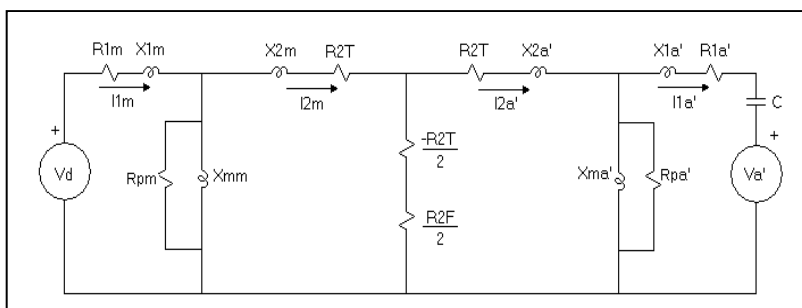 R1m X1m X2m R2T R2T X2a' X1a' R1a'
I1m I2m I2a' I1a' C
+ +
-R2T
2
Vd Rpm Xmm Xma' Rpa' Va'
R2F
2